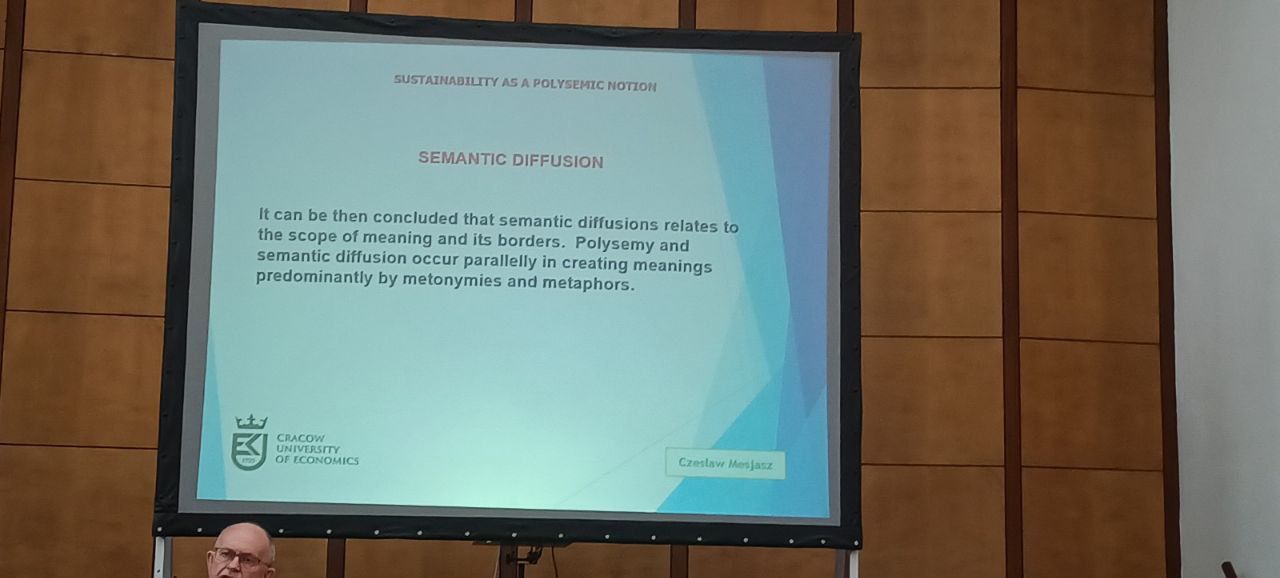 SUSTAINABILITY AS A POLYSEMIC NOTION
SEMANTIC DIFFUSION
It can be then concluded that semantic diffusions relates to
the scope of meaning and its borders. Polysemy and
semantic diffusion occur parallelly in creating meanings
predominantly by metonymies and metaphors.
CRACOW
UNIVERSITY
OF ECONOMICS
Czesław Mesjasz